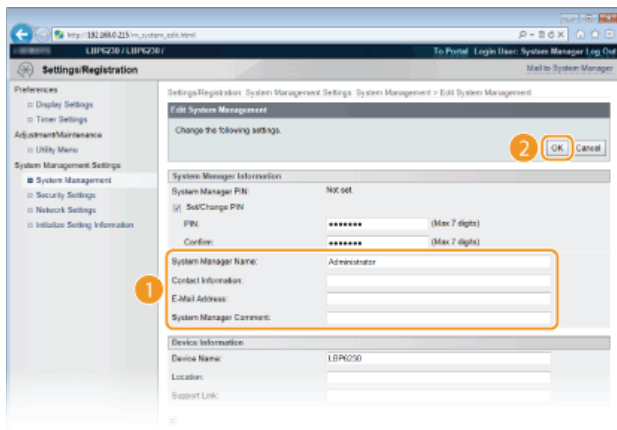 http://192.168.0.215/m_system_edit.html
LBP6230 / LBP6230 /
To Portal Login User: System Manager Log Out
Settings/Registration
Mail to System Manager
Preferences
Display Settings
Timer Settings
Adjustment/Maintenance
Utility Menu
System Management Settings
System Management
Security Settings
Network Settings
Initialize Setting Information
Settings/Registration: System Management Settings: System Management > Edit System Management
Edit System Management
Change the following settings.
2
OK
Cancel
System Manager Information
System Manager PIN: Not set.
Set/Change PIN
PIN: ●●●●●●● (Max 7 digits)
Confirm: ●●●●●●● (Max 7 digits)
1
System Manager Name: Administrator
Contact Information:
E-Mail Address:
System Manager Comment:
Device Information
Device Name: LBP6230
Location:
Support Link: